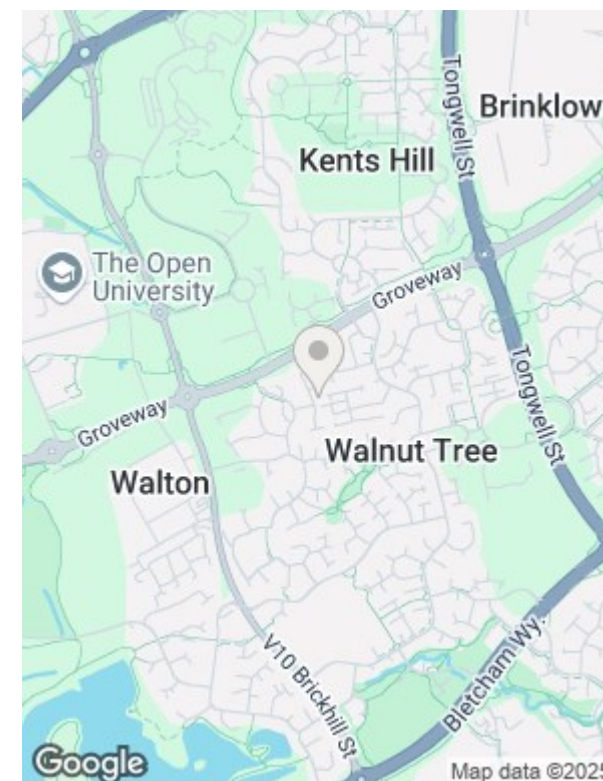 Tongwell St
Brinklow
Kents Hill
The Open
University
Groveway
Tongwell St
Groveway
Walnut Tree
Walton
V10 Brickhill St
Bletcham Wy.
Google
Map data ©2025